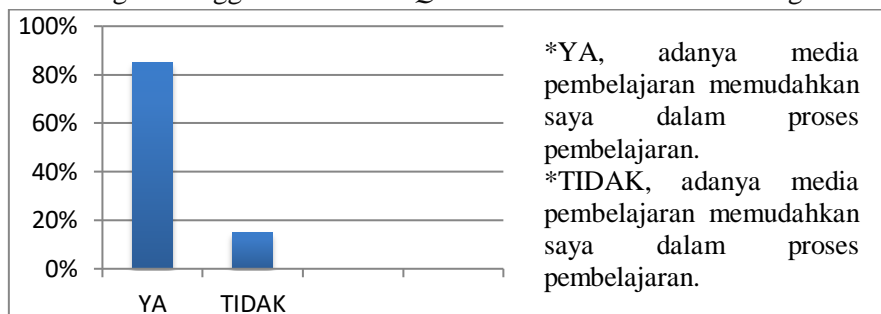 100%
80%
60%
40%
20%
0%
YA TIDAK
*YA, adanya media
pembelajaran memudahkan
saya dalam proses
pembelajaran.
*TIDAK, adanya media
pembelajaran memudahkan
saya dalam proses
pembelajaran.